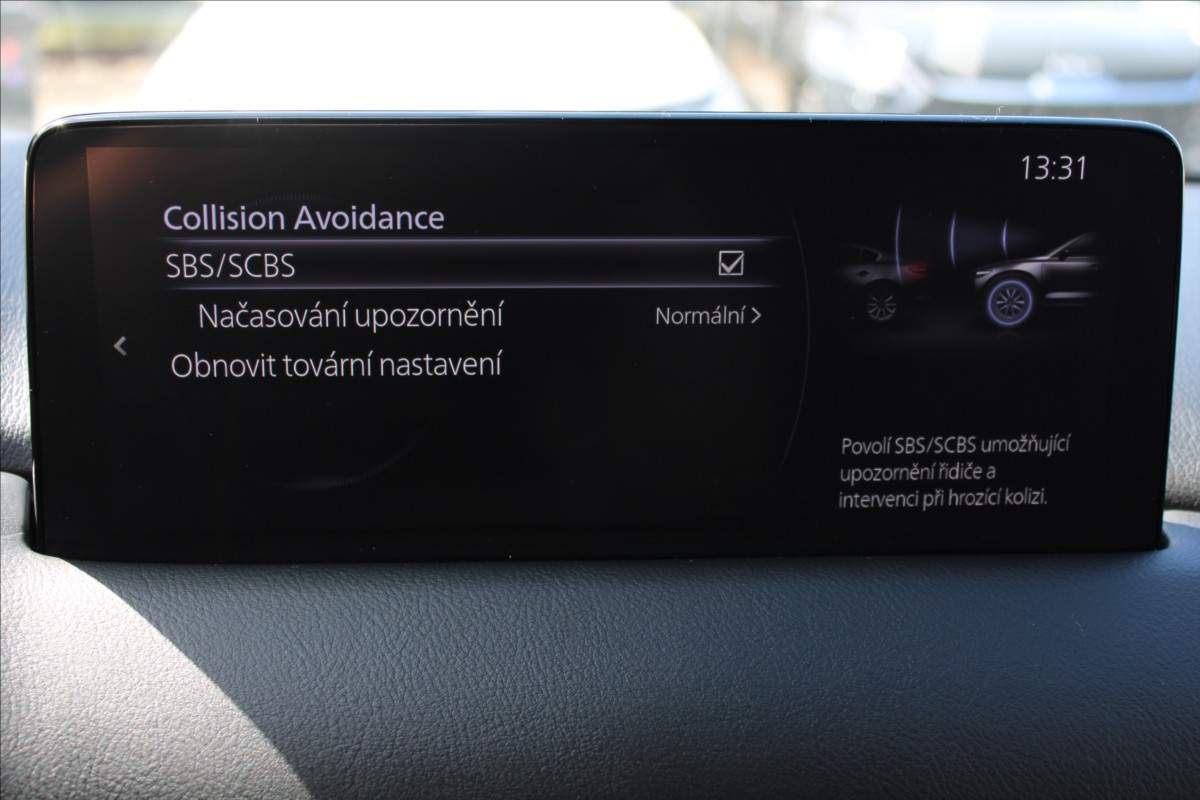 13:31
Collision Avoidance
SBS/SCBS
Načasování upozornění Normální
Obnovit tovární nastavení
Povolí SBS/SCBS umožňující
upozornění řidiče a
intervenci při hrozící kolizi.